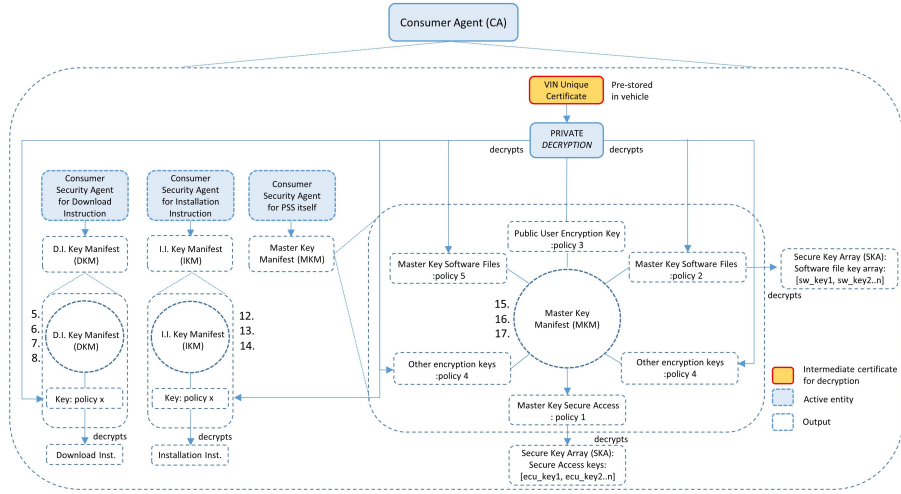 Consumer Agent (CA)
VIN Unique
Certificate
Pre-stored
in vehicle
PRIVATE
DECRYPTION
decrypts
decrypts
Consumer
Security Agent
for Download
Instruction
Consumer
Security Agent
for Installation
Instruction
Consumer
Security Agent
for PSS itself
D.I. Key Manifest
(DKM)
I.I. Key Manifest
(IKM)
Master Key
Manifest (MKM)
Public User Encryption Key
:policy 3
Master Key Software Files
:policy 5
Master Key Software Files
:policy 2
Secure Key Array (SKA):
Software file key array:
[sw_key1, sw_key2..n]
decrypts
5.
6.
7.
8.
D.I. Key Manifest
(DKM)
I.I. Key Manifest
(IKM)
12.
13.
14.
15.
16.
17.
Master Key
Manifest (MKM)
Other encryption keys
:policy 4
Other encryption keys
:policy 4
Key: policy x
Key: policy x
Master Key Secure Access
: policy 1
decrypts
decrypts
decrypts
Download Inst.
Installation Inst.
Secure Key Array (SKA):
Secure Access keys:
[ecu_key1, ecu_key2..n]
Intermediate certificate
for decryption
Active entity
Output